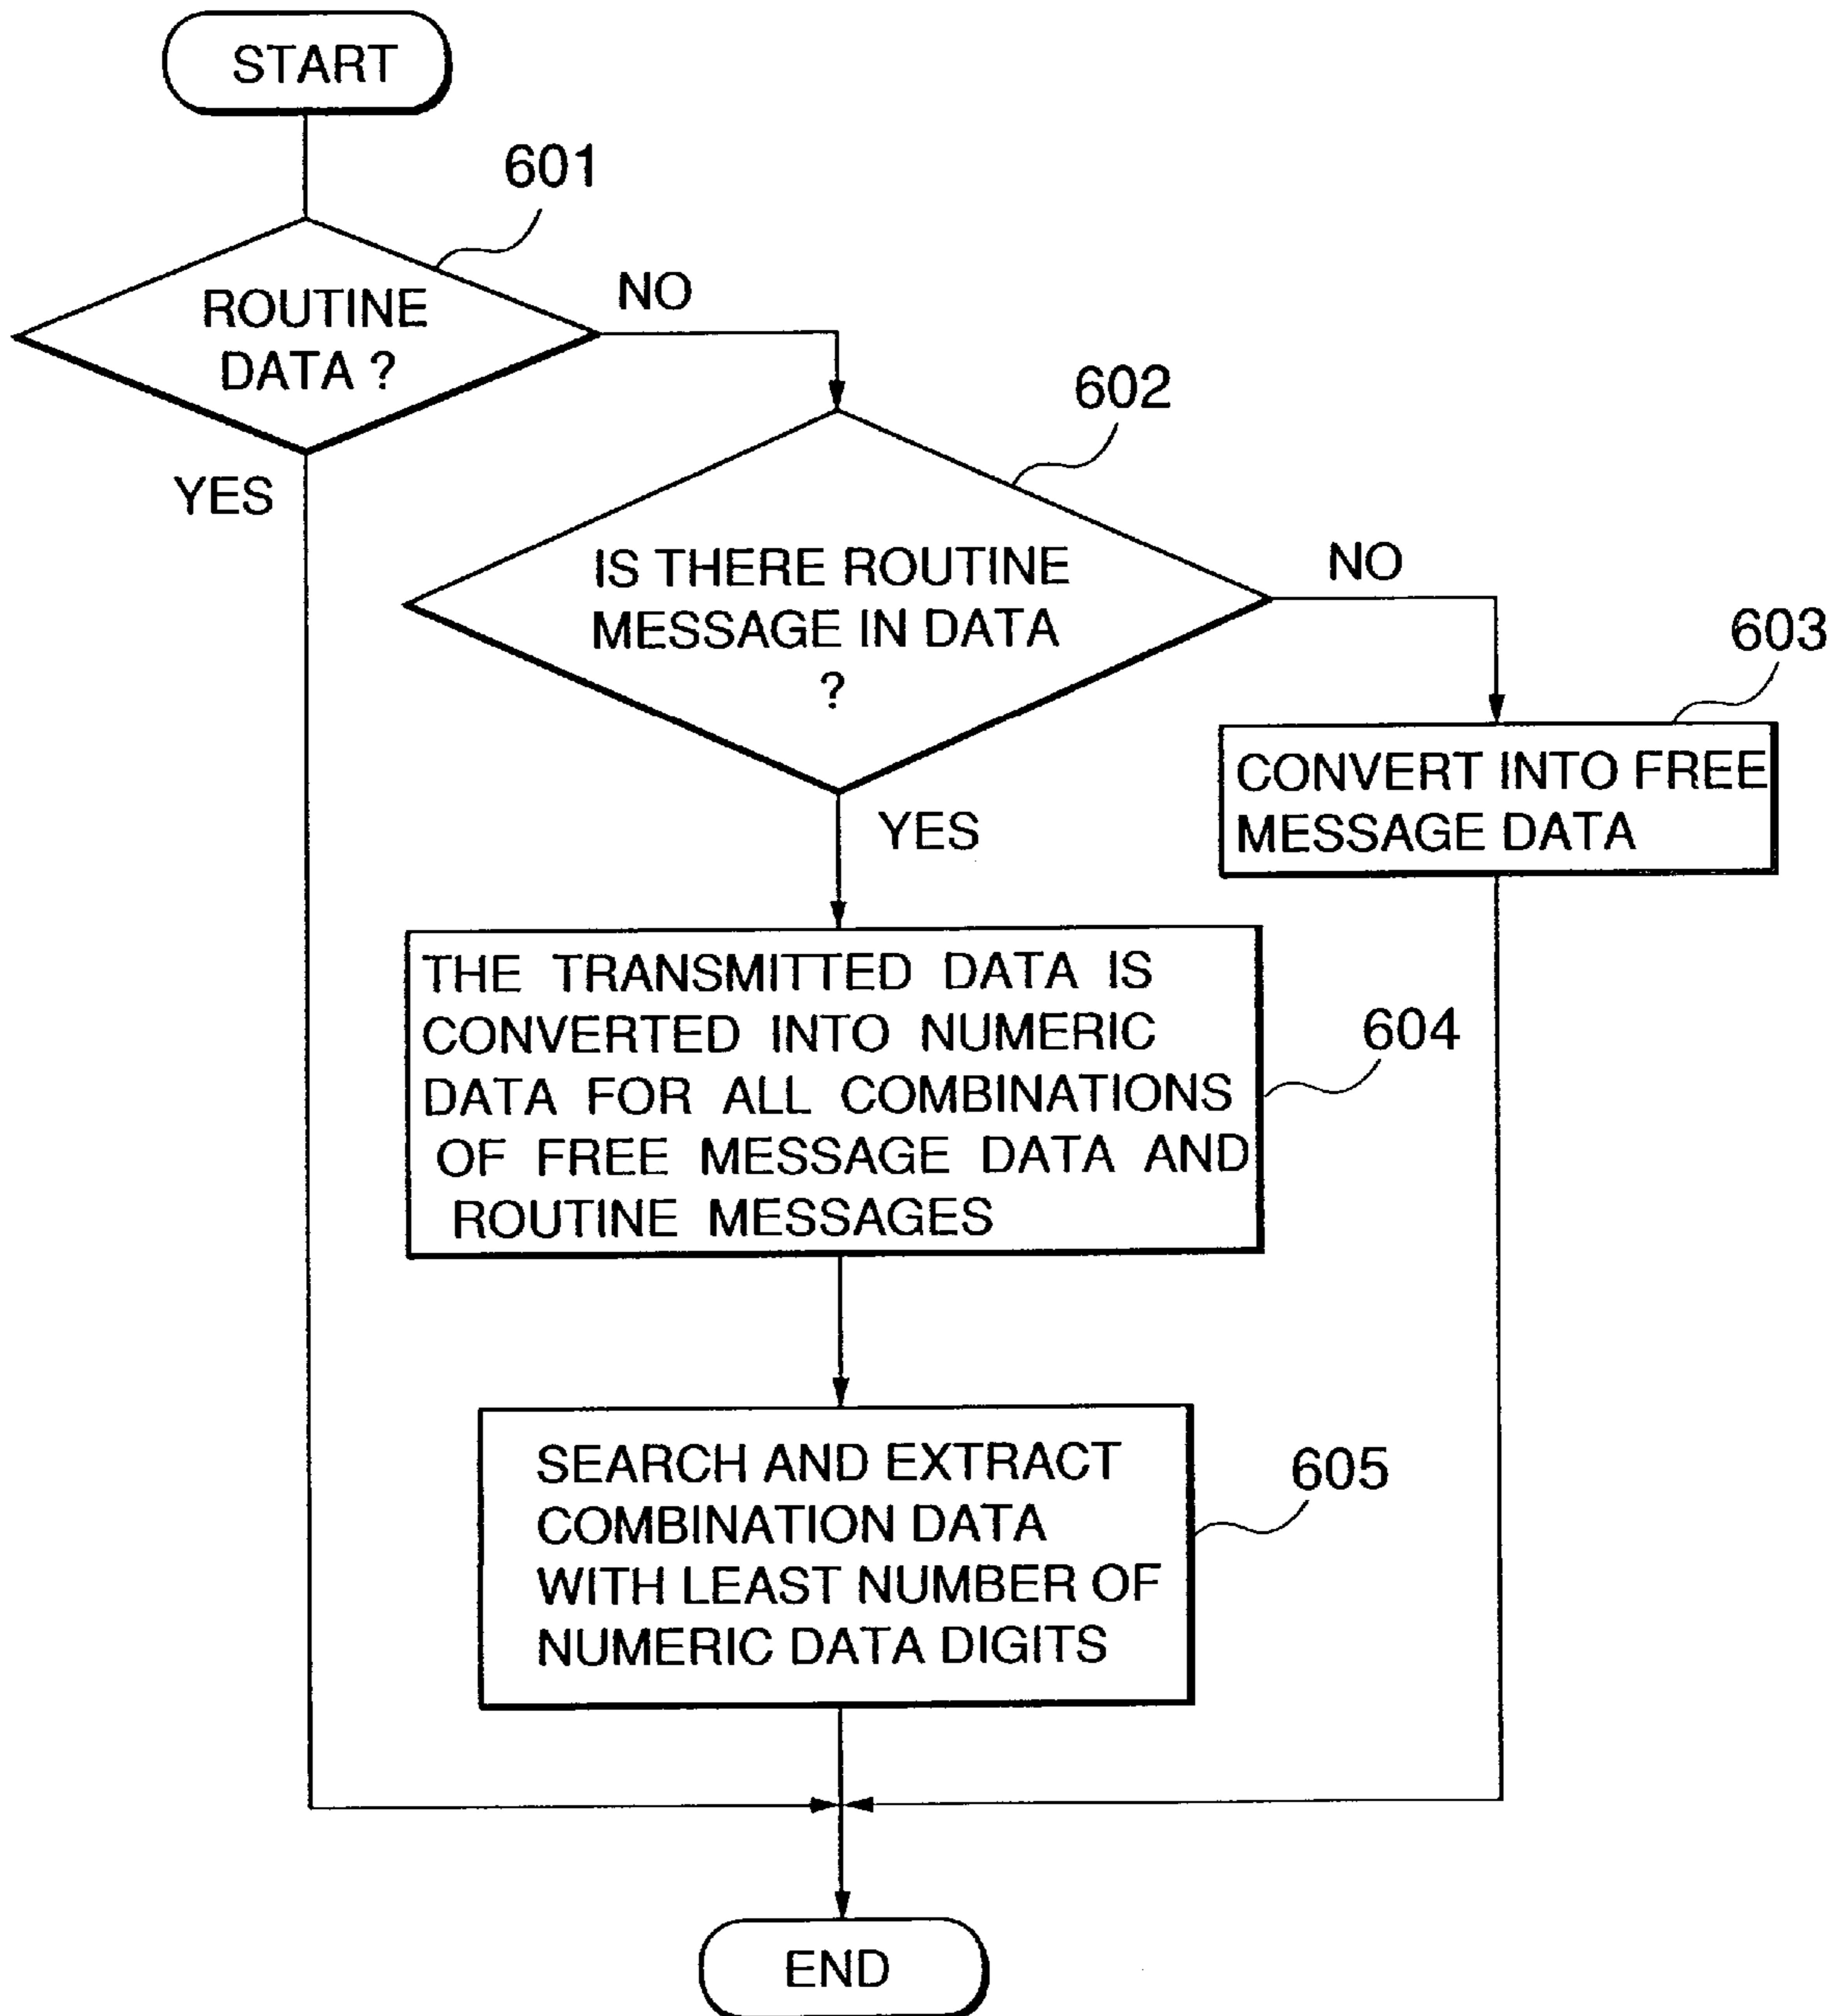 START
601
ROUTINE
DATA ?
NO
YES
602
IS THERE ROUTINE
MESSAGE IN DATA
?
NO
YES
603
CONVERT INTO FREE
MESSAGE DATA
THE TRANSMITTED DATA IS
CONVERTED INTO NUMERIC
DATA FOR ALL COMBINATIONS
OF FREE MESSAGE DATA AND
ROUTINE MESSAGES
604
SEARCH AND EXTRACT
COMBINATION DATA
WITH LEAST NUMBER OF
NUMERIC DATA DIGITS
605
END